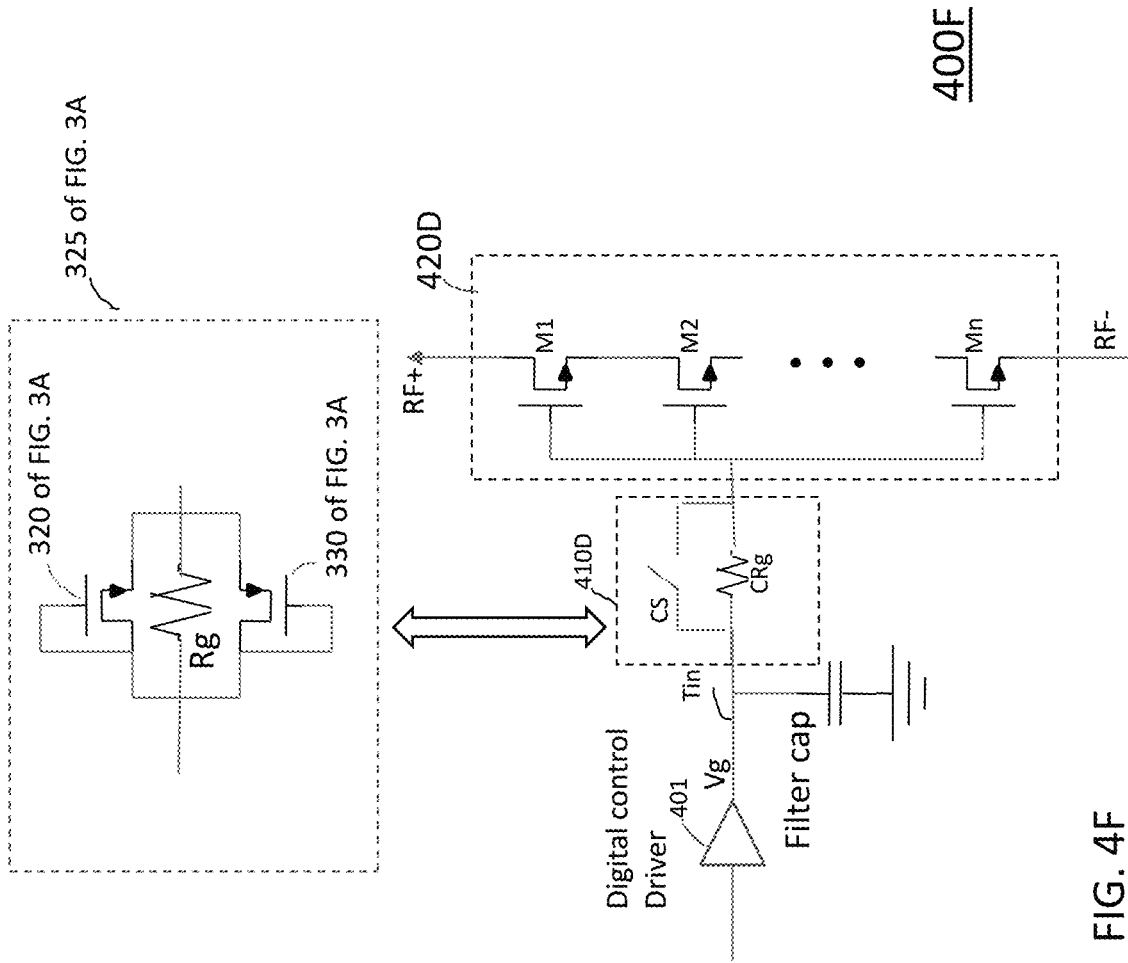 325 of FIG. 3A
320 of FIG. 3A
Rg
330 of FIG. 3A
RF+
420D
M1
M2
Mn
RF-
410D
CS
CRg
Tin
Vg
Digital control
Driver
401
Filter cap
400F
FIG. 4F